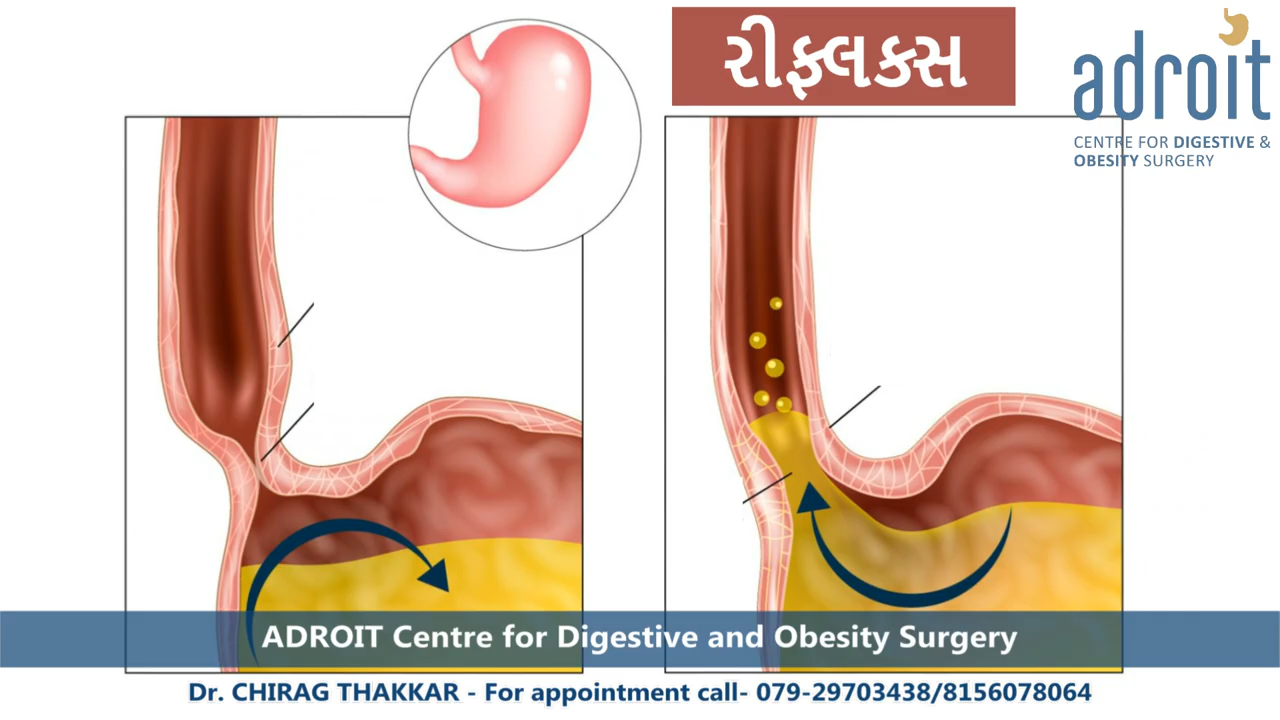 રીફ્લક્સ
adroit
CENTRE FOR DIGESTIVE &
OBESITY SURGERY
ADROIT Centre for Digestive and Obesity Surgery
Dr. CHIRAG THAKKAR - For appointment call- 079-29703438/8156078064